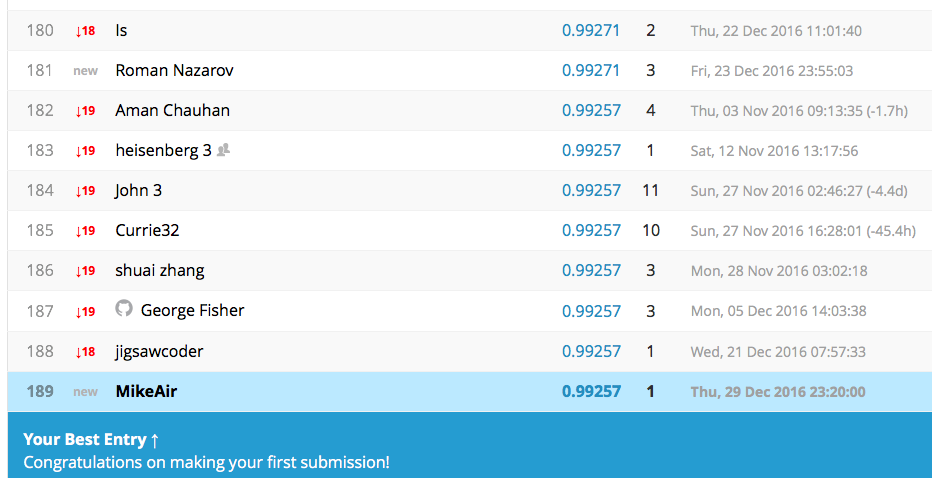 180 ↓18 ls 0.99271 2 Thu, 22 Dec 2016 11:01:40
181 new Roman Nazarov 0.99271 3 Fri, 23 Dec 2016 23:55:03
182 ↓19 Aman Chauhan 0.99257 4 Thu, 03 Nov 2016 09:13:35 (-1.7h)
183 ↓19 heisenberg 3 0.99257 1 Sat, 12 Nov 2016 13:17:56
184 ↓19 John 3 0.99257 11 Sun, 27 Nov 2016 02:46:27 (-4.4d)
185 ↓19 Currie32 0.99257 10 Sun, 27 Nov 2016 16:28:01 (-45.4h)
186 ↓19 shuai zhang 0.99257 3 Mon, 28 Nov 2016 03:02:18
187 ↓19 George Fisher 0.99257 3 Mon, 05 Dec 2016 14:03:38
188 ↓18 jigsawcoder 0.99257 1 Wed, 21 Dec 2016 07:57:33
189 new MikeAir 0.99257 1 Thu, 29 Dec 2016 23:20:00
Your Best Entry ↑
Congratulations on making your first submission!